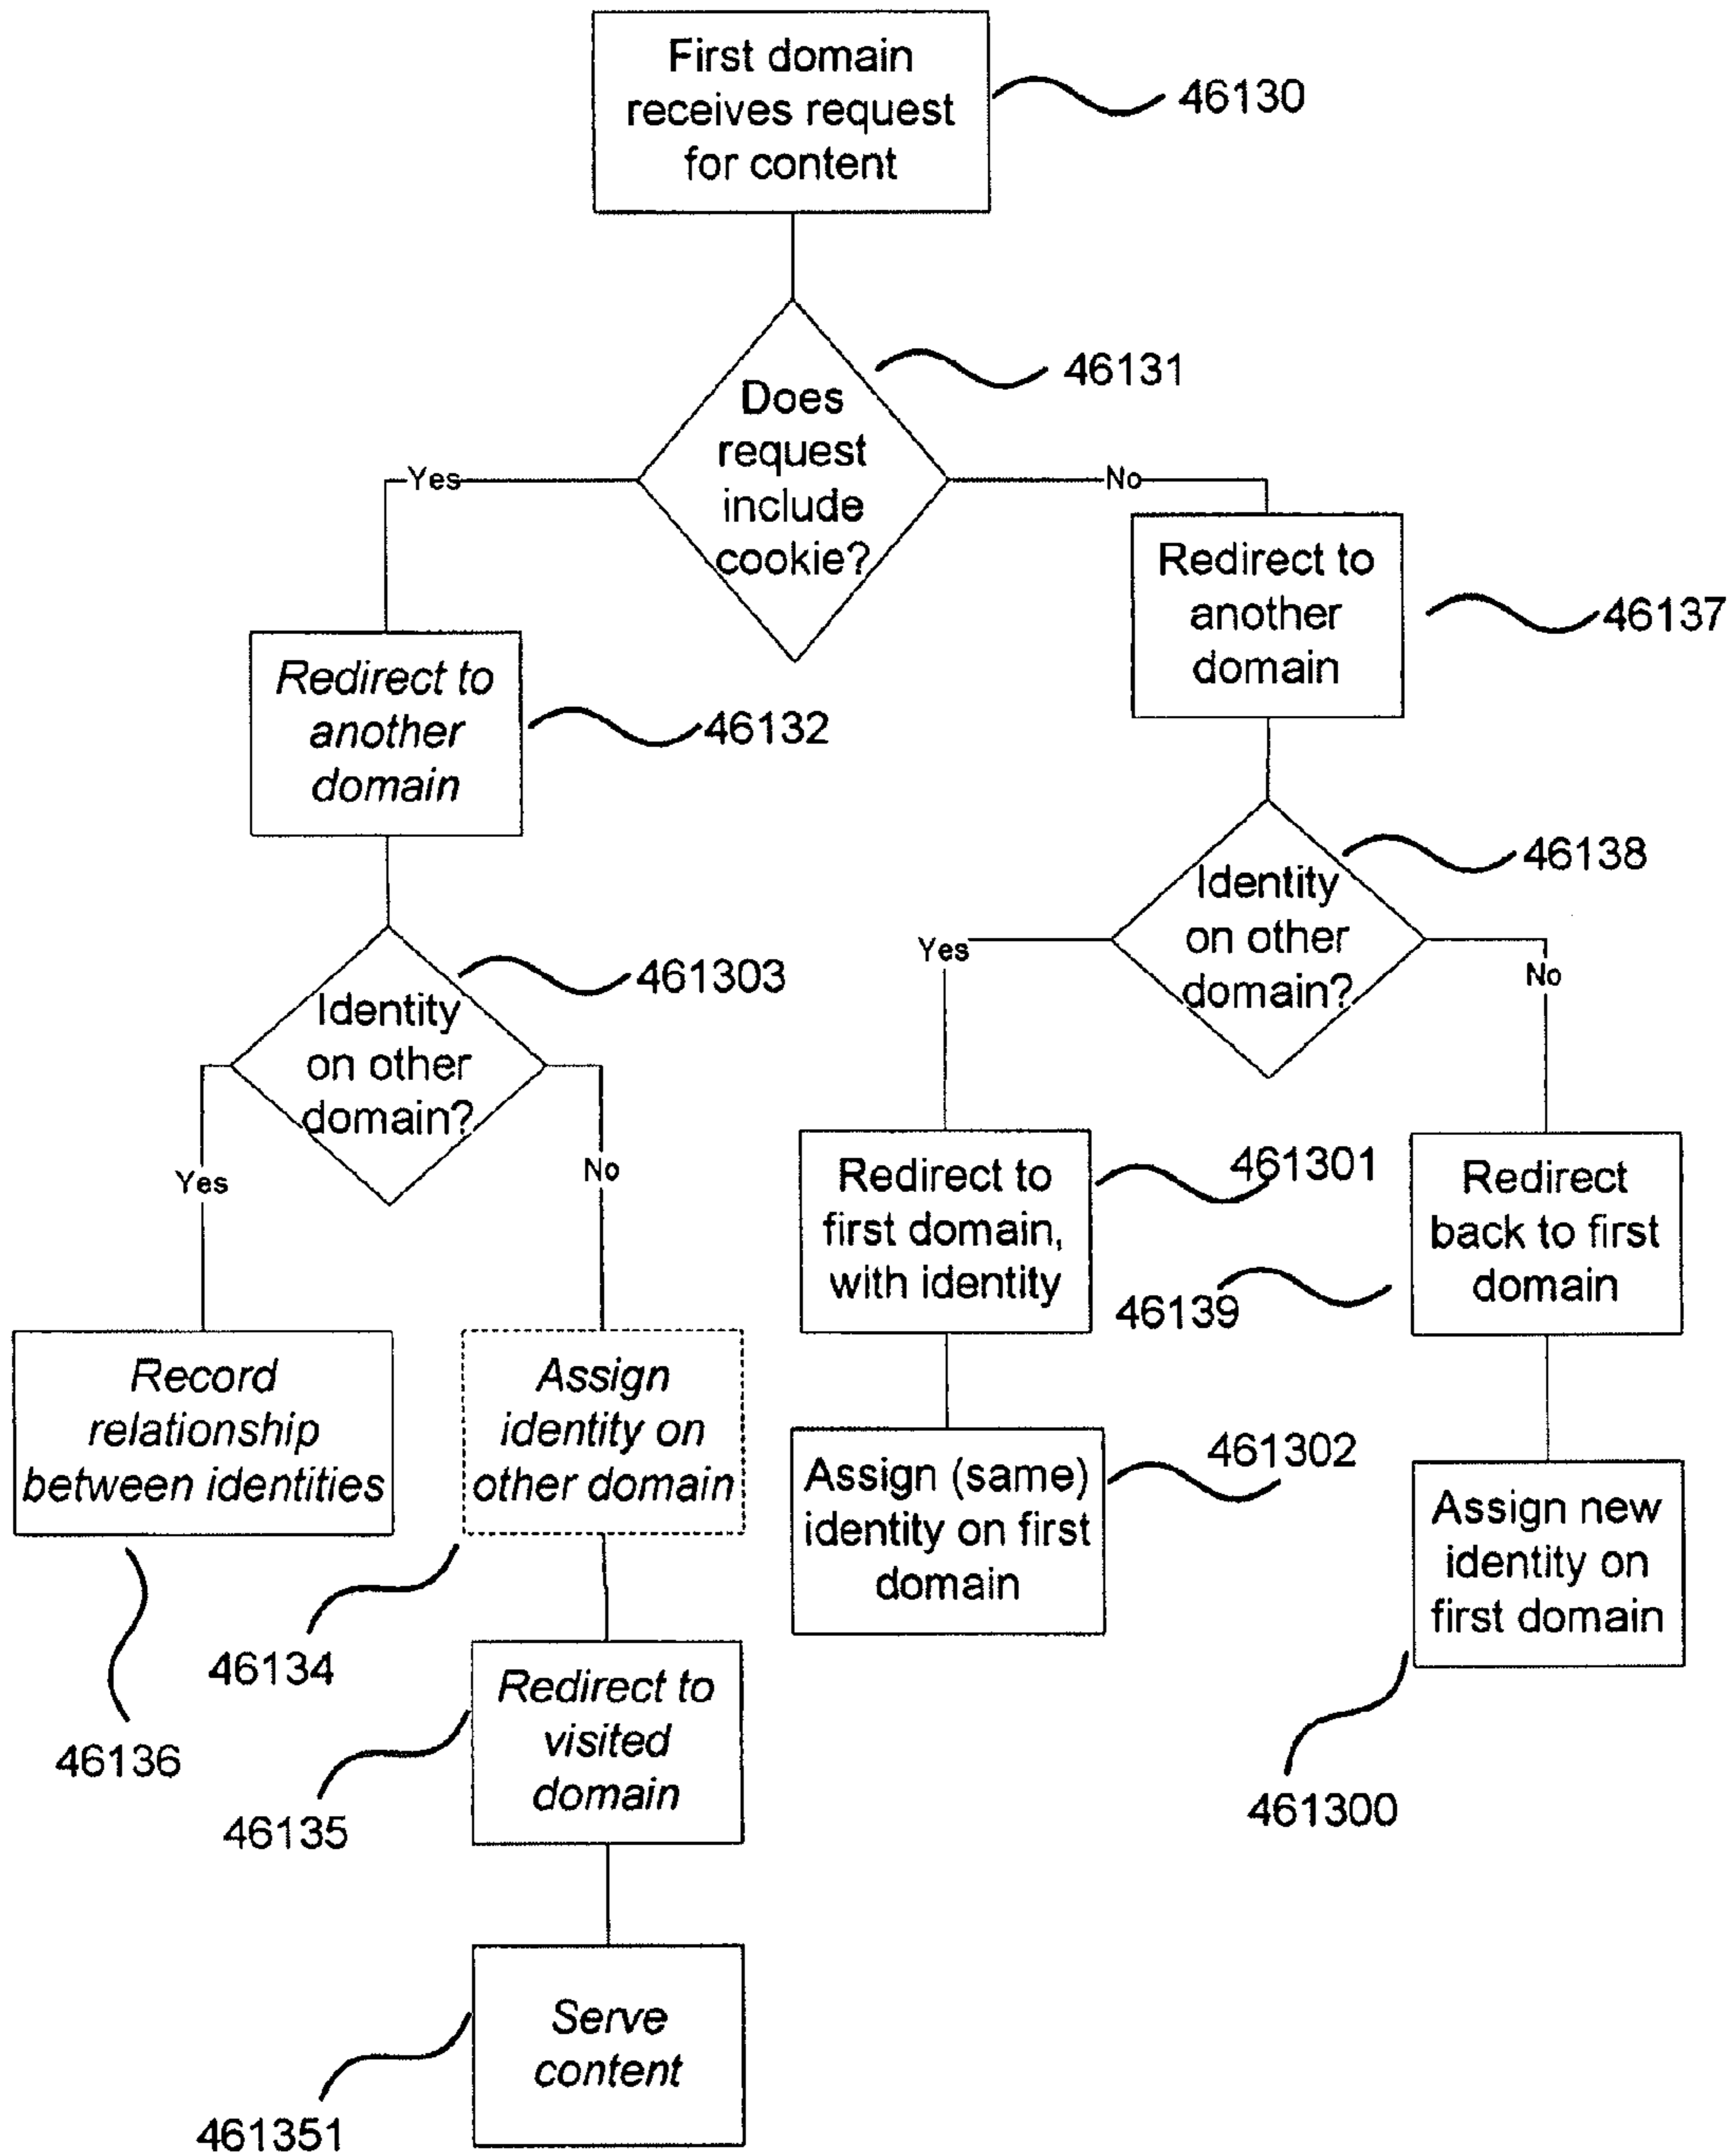 First domain
receives request
for content
46130
46131
Does
request
include
cookie?
Yes
No
Redirect to
another
domain
46137
Redirect to
another
domain
46132
46138
Identity
on other
domain?
Yes
No
461303
Identity
on other
domain?
Yes
No
Redirect to
first domain,
with identity
461301
Redirect
back to first
domain
46139
Record
relationship
between identities
Assign
identity on
other domain
Assign (same)
identity on first
domain
461302
Assign new
identity on
first domain
46134
46136
Redirect to
visited
domain
46135
461300
Serve
content
461351